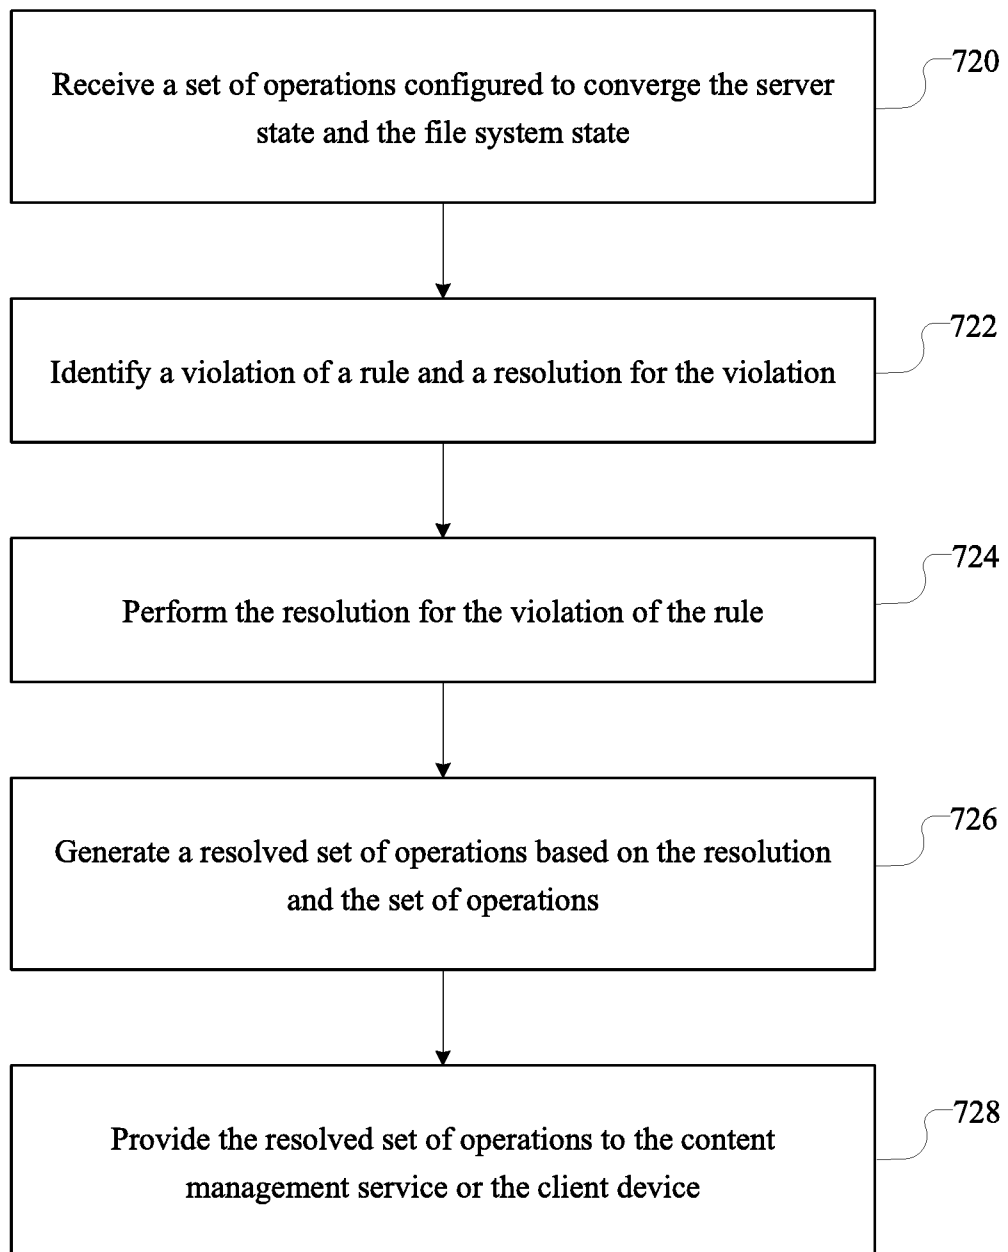 Receive a set of operations configured to converge the server
state and the file system state
720
Identify a violation of a rule and a resolution for the violation
722
Perform the resolution for the violation of the rule
724
Generate a resolved set of operations based on the resolution
and the set of operations
726
Provide the resolved set of operations to the content
management service or the client device
728